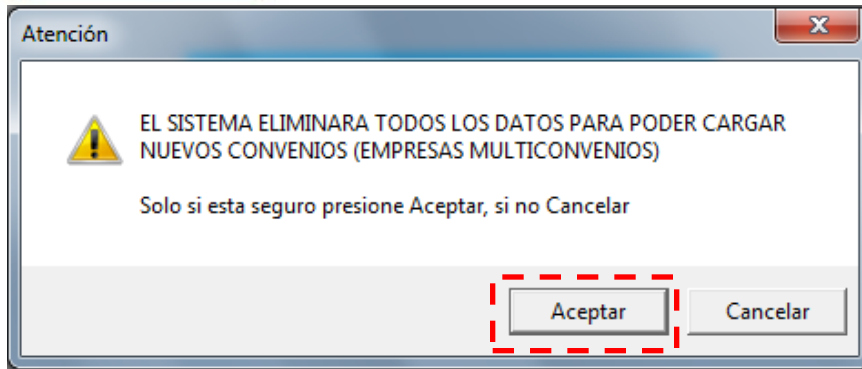 Atención
EL SISTEMA ELIMINARA TODOS LOS DATOS PARA PODER CARGAR
NUEVOS CONVENIOS (EMPRESAS MULTICONVENIOS)
Solo si esta seguro presione Aceptar, si no Cancelar
Aceptar
Cancelar